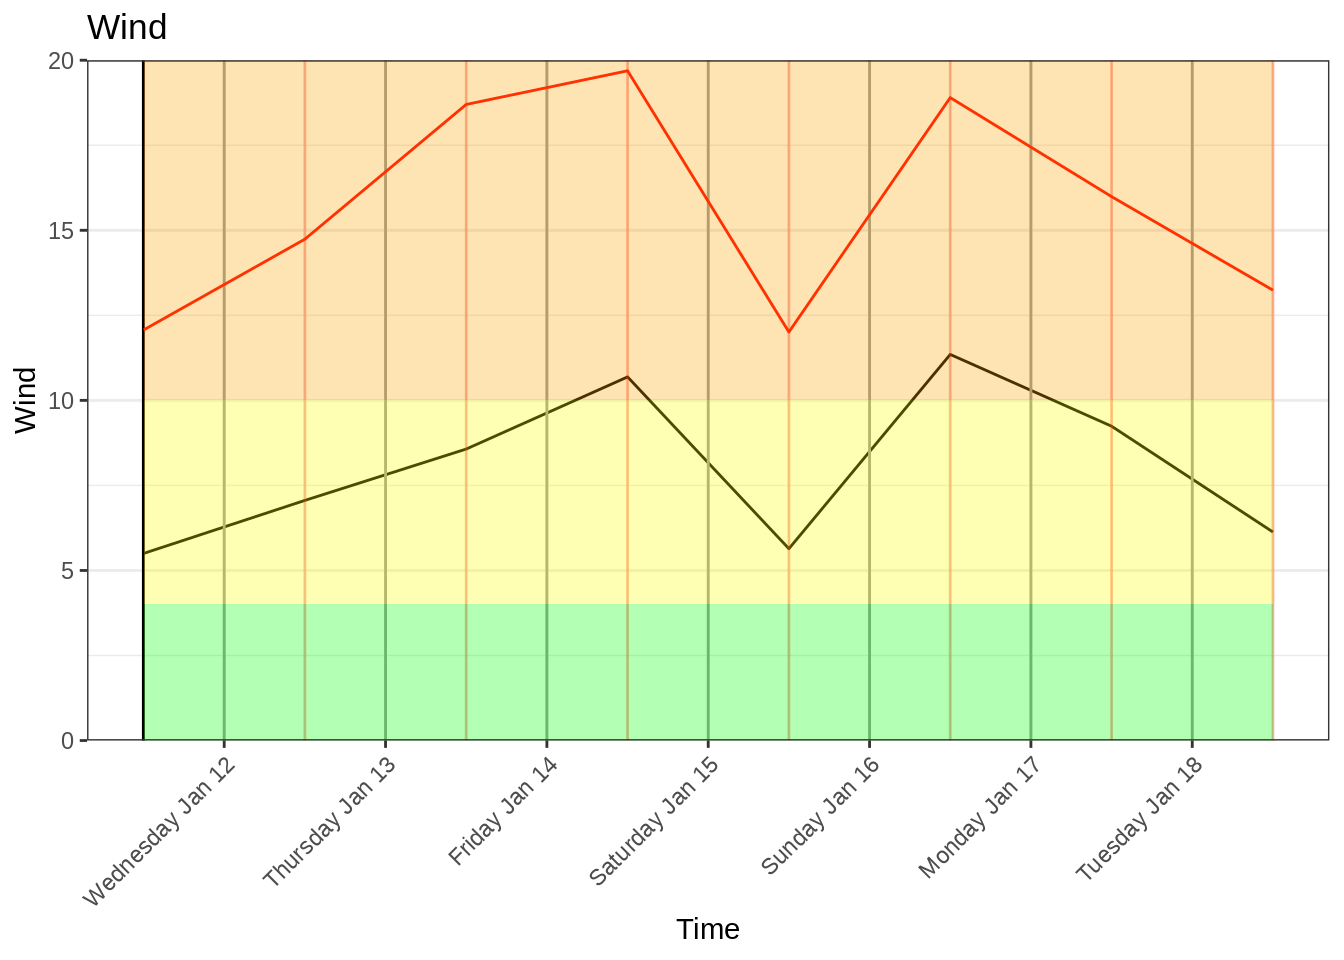 Wind
20
15
10
5
0
Wind
Wednesday Jan 12
Thursday Jan 13
Friday Jan 14
Saturday Jan 15
Sunday Jan 16
Monday Jan 17
Tuesday Jan 18
Time